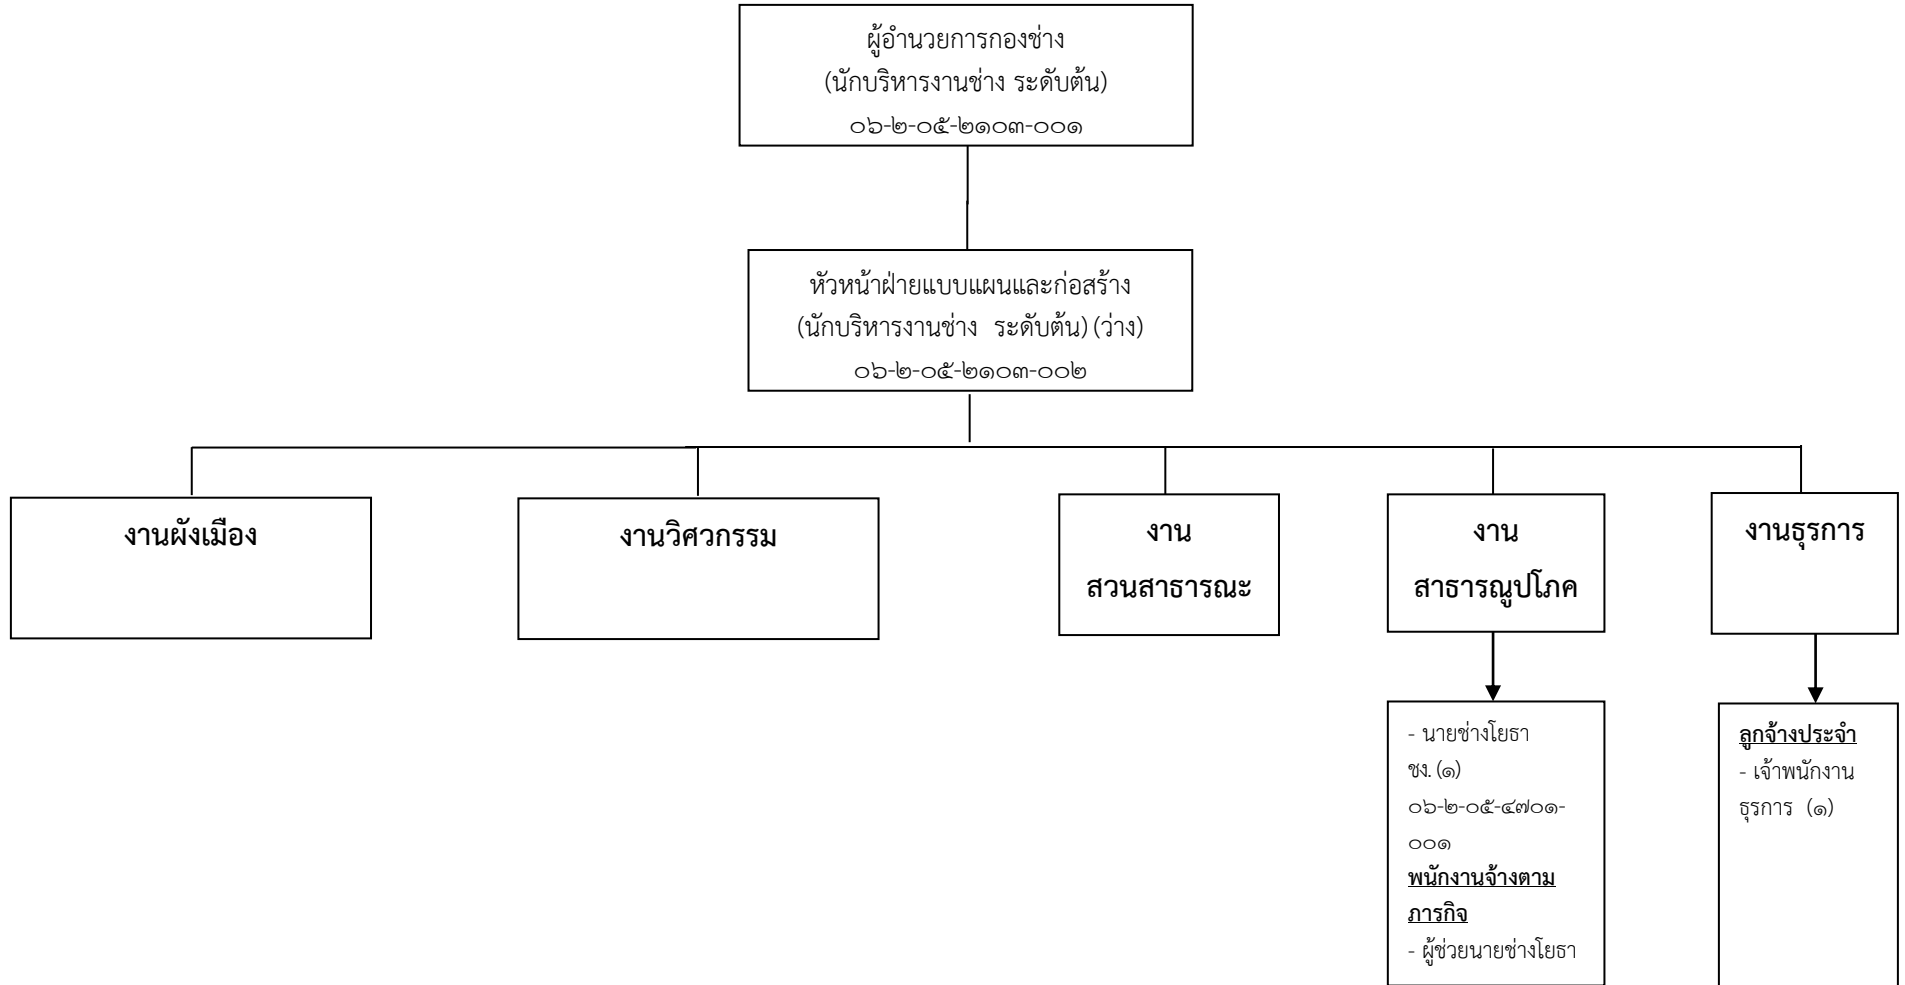 ผู้อำนวยการกองช่าง
(นักบริหารงานช่าง ระดับต้น)
๐๖-๒-๐๕-๒๑๐๓-๐๐๑
หัวหน้าฝ่ายแบบแผนและก่อสร้าง
(นักบริหารงานช่าง ระดับต้น) (ว่าง)
๐๖-๒-๐๕-๒๑๐๓-๐๐๒
งานผังเมือง
งานวิศวกรรม
งาน
สวนสาธารณะ
งาน
สาธารณูปโภค
งานธุรการ
- นายช่างโยธา
ชง. (๑)
๐๖-๒-๐๕-๔๗๐๑-
๐๐๑
พนักงานจ้างตาม
ภารกิจ
- ผู้ช่วยนายช่างโยธา
ลูกจ้างประจำ
- เจ้าพนักงาน
ธุรการ (๑)